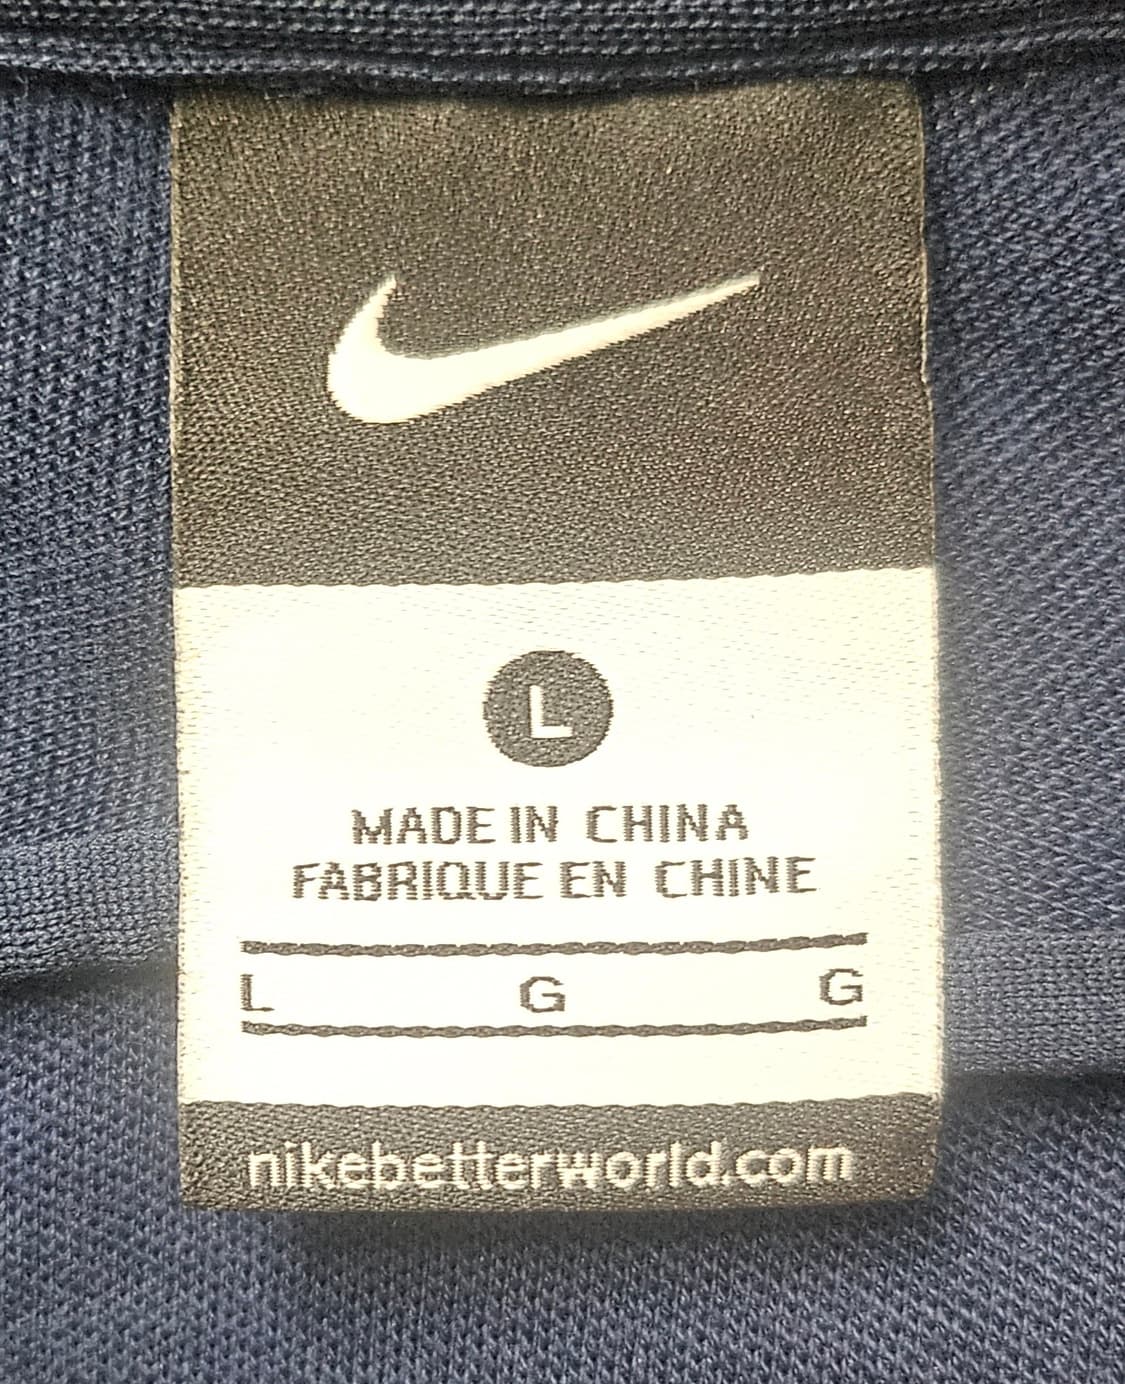 L
MADE IN CHINA
FABRIQUE EN CHINE
L G G
nikebetterworld.com